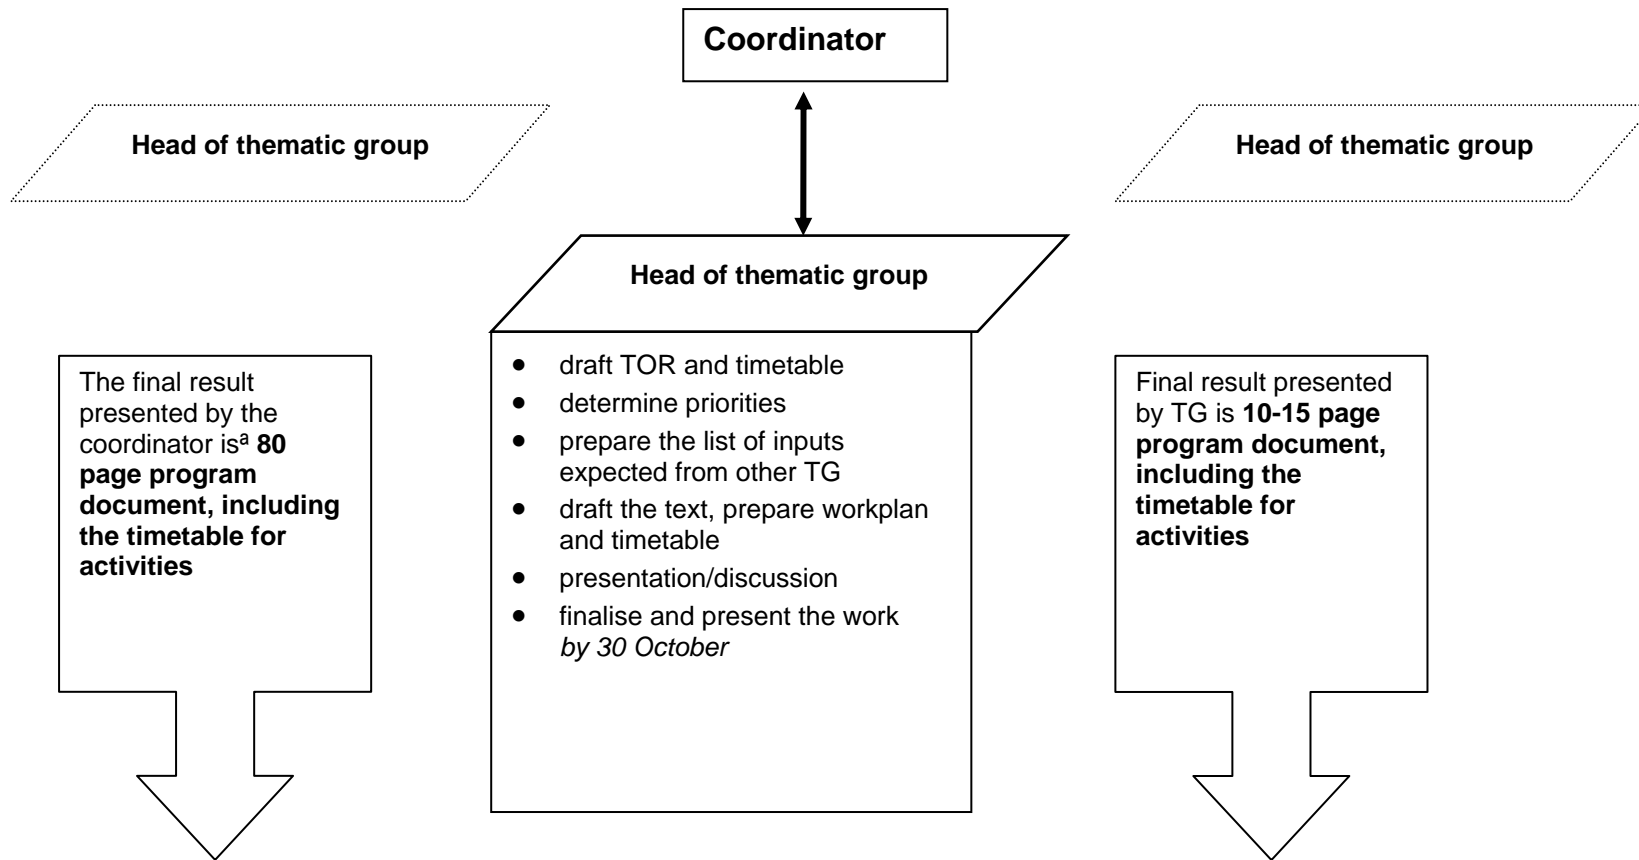 Coordinator
Head of thematic group
Head of thematic group
Head of thematic group
The final result
presented by the
coordinator isª 80
page program
document, including
the timetable for
activities
● draft TOR and timetable
● determine priorities
● prepare the list of inputs
expected from other TG
● draft the text, prepare workplan
and timetable
● presentation/discussion
● finalise and present the work
by 30 October
Final result presented
by TG is 10-15 page
program document,
including the
timetable for
activities